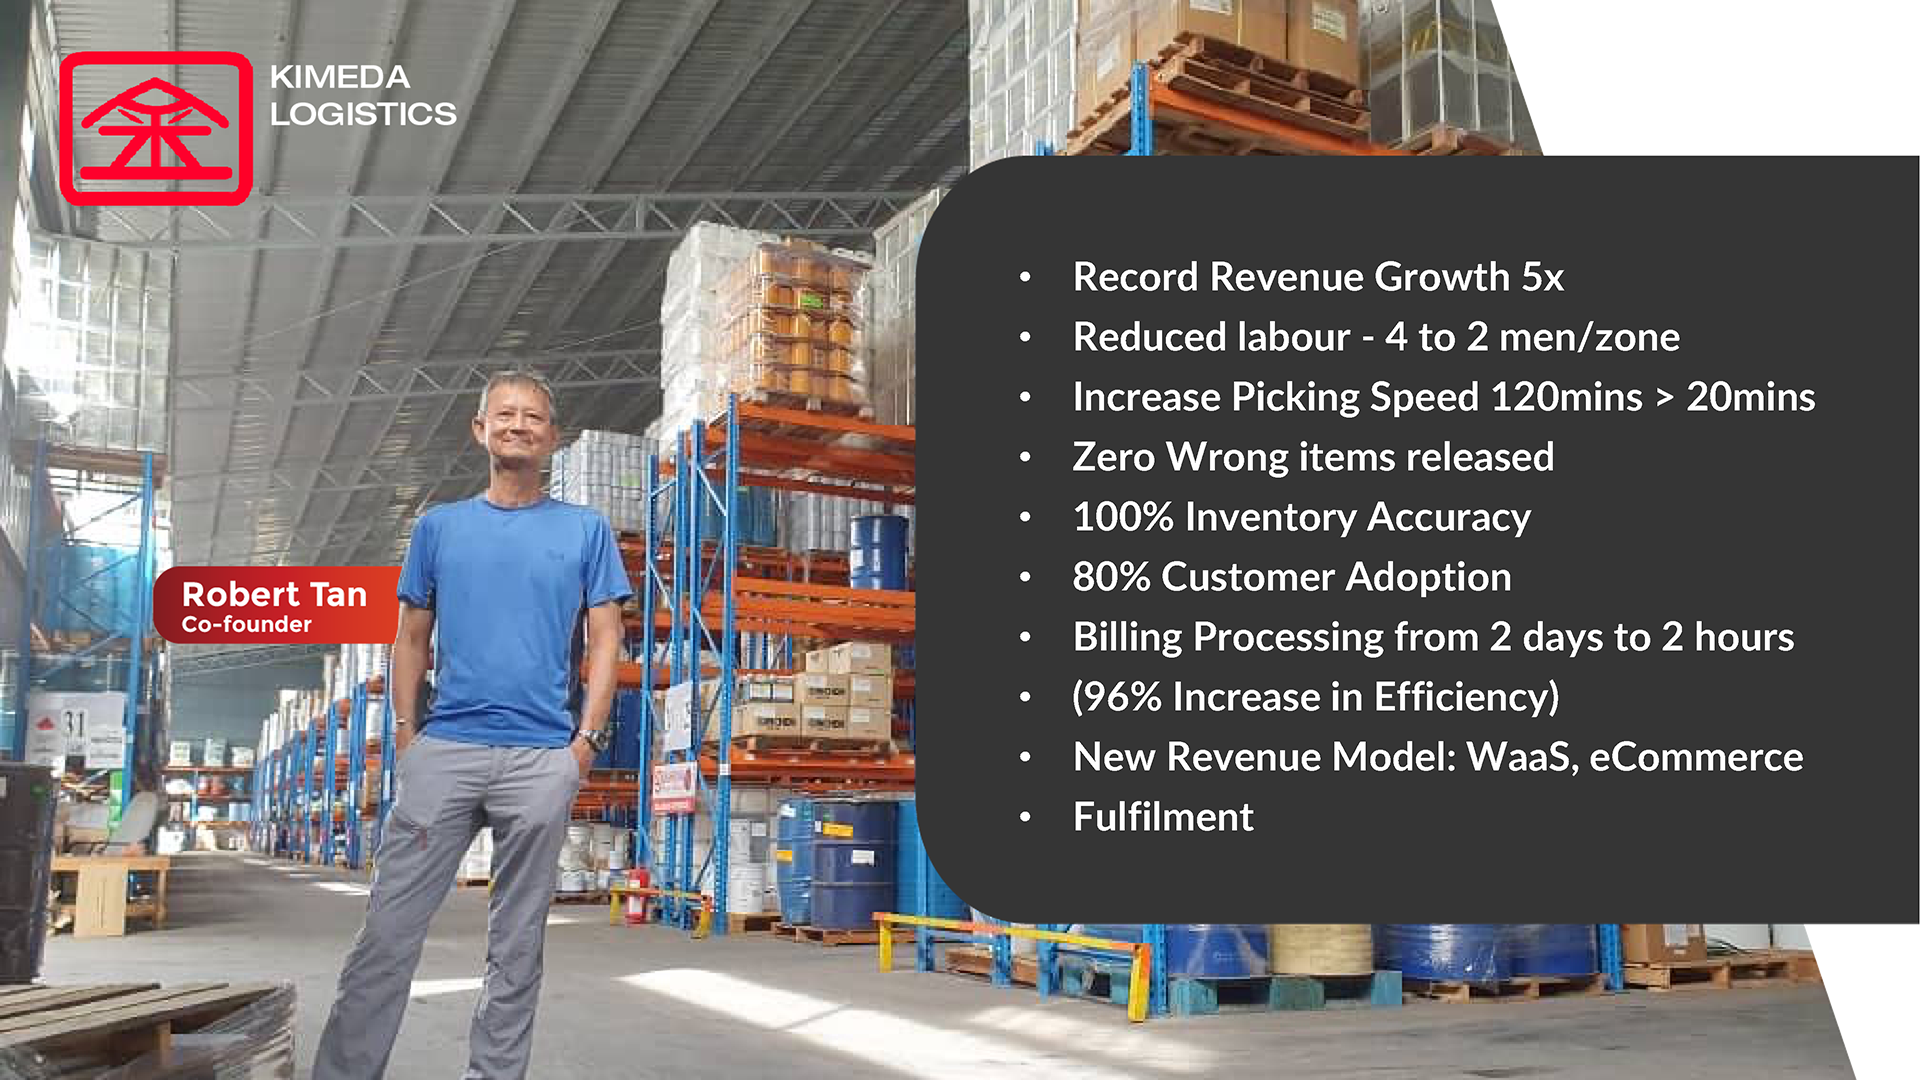 KIMEDA
LOGISTICS
Robert Tan
Co-founder
31
• Record Revenue Growth 5x
• Reduced labour - 4 to 2 men/zone
• Increase Picking Speed 120mins > 20mins
• Zero Wrong items released
• 100% Inventory Accuracy
• 80% Customer Adoption
• Billing Processing from 2 days to 2 hours
• (96% Increase in Efficiency)
• New Revenue Model: WaaS, eCommerce
• Fulfilment